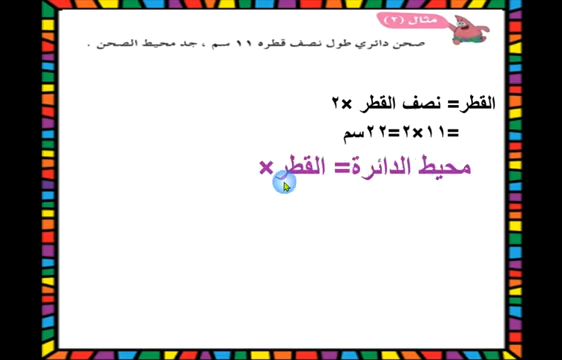 مثال (٢)
صحن دائري طول نصف قطره ١١ سم ، جد محيط الصحن .
القطر= نصف القطر ×٢
=١١×٢=٢٢سم
محيط الدائرة= القطر ×